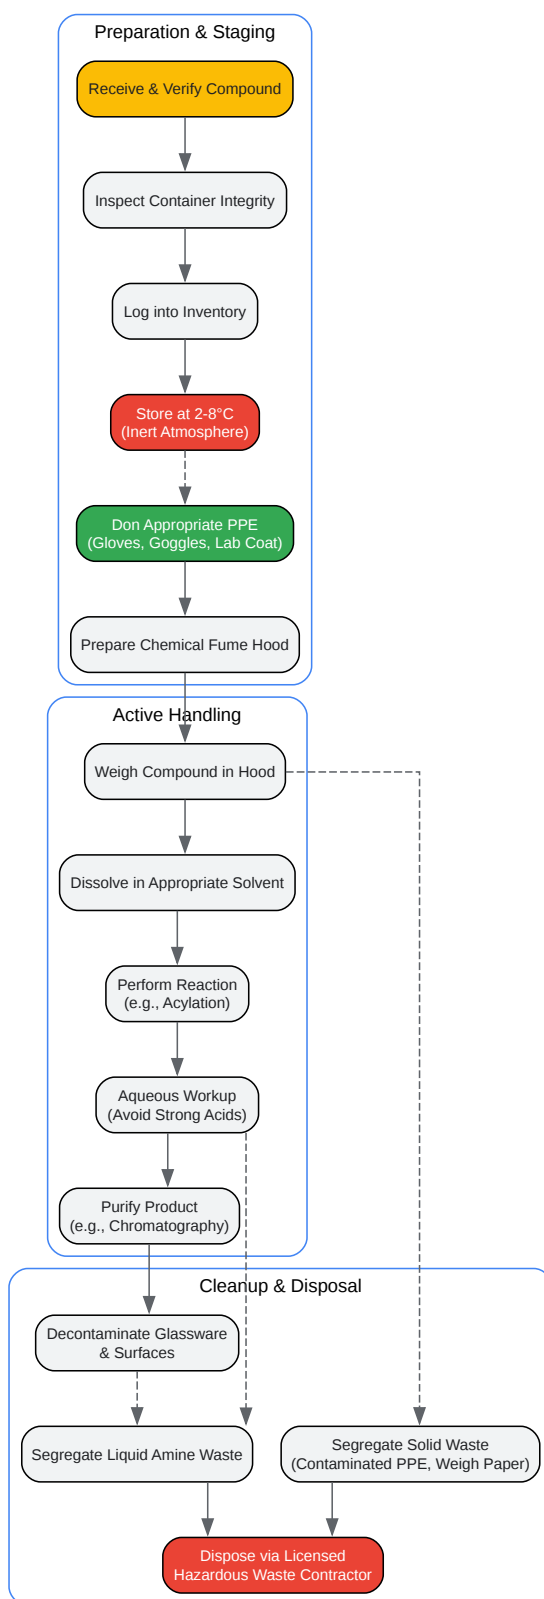 Preparation & Staging
Receive & Verify Compound
Inspect Container Integrity
Log into Inventory
Store at 2-8°C
(Inert Atmosphere)
Don Appropriate PPE
(Gloves, Goggles, Lab Coat)
Prepare Chemical Fume Hood
Active Handling
Weigh Compound in Hood
Dissolve in Appropriate Solvent
Perform Reaction
(e.g., Acylation)
Aqueous Workup
(Avoid Strong Acids)
Purify Product
(e.g., Chromatography)
Cleanup & Disposal
Decontaminate Glassware
& Surfaces
Segregate Liquid Amine Waste
Segregate Solid Waste
(Contaminated PPE, Weigh Paper)
Dispose via Licensed
Hazardous Waste Contractor